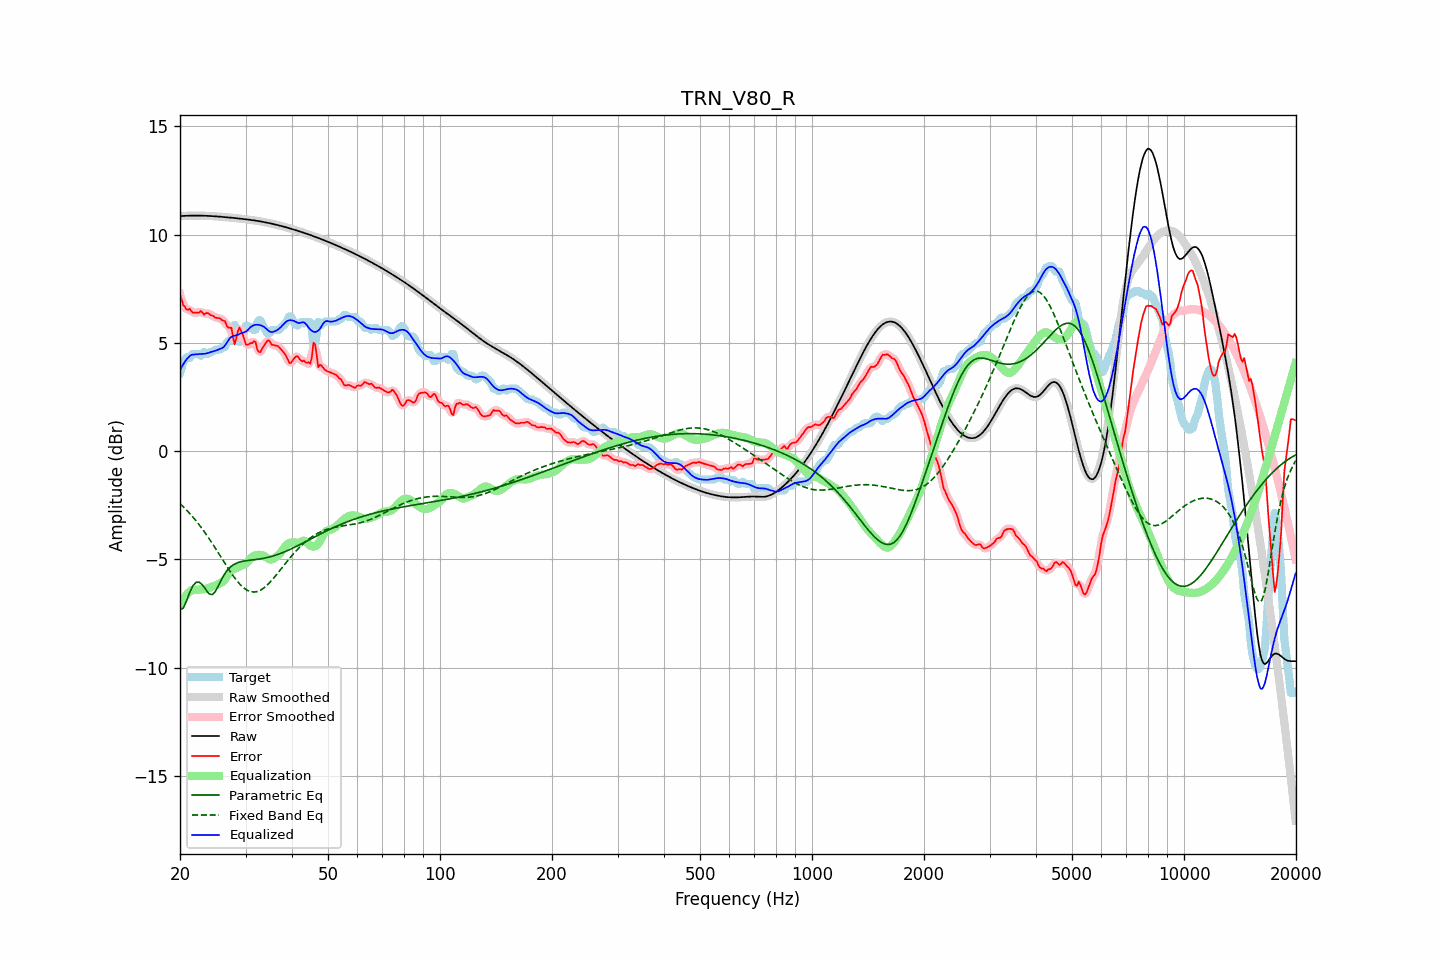 TRN_V80_R
Amplitude (dBr)
15
10
5
0
−5
−10
−15
Target
Raw Smoothed
Error Smoothed
Raw
Error
Equalization
Parametric Eq
Fixed Band Eq
Equalized
20 50 100 200 500 1000 2000 5000 10000 20000
Frequency (Hz)